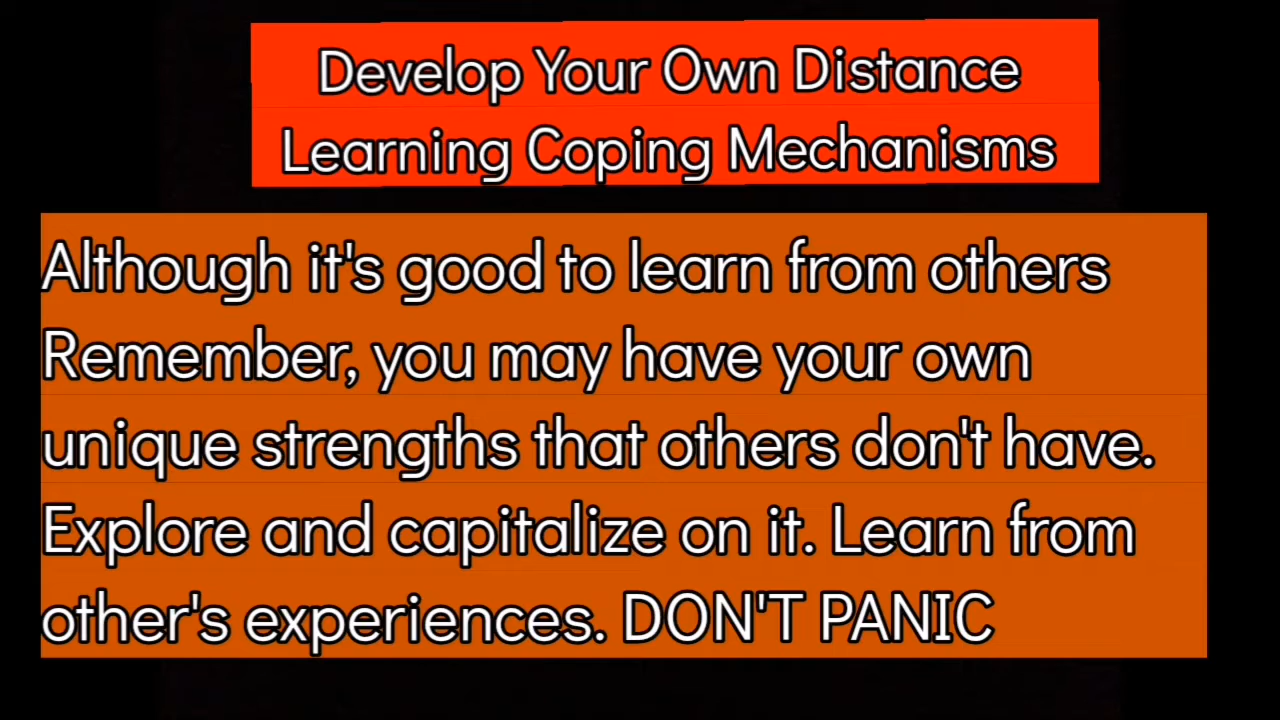 Develop Your Own Distance
Learning Coping Mechanisms
Although it's good to learn from others
Remember, you may have your own
unique strengths that others don't have.
Explore and capitalize on it. Learn from
other's experiences. DON'T PANIC